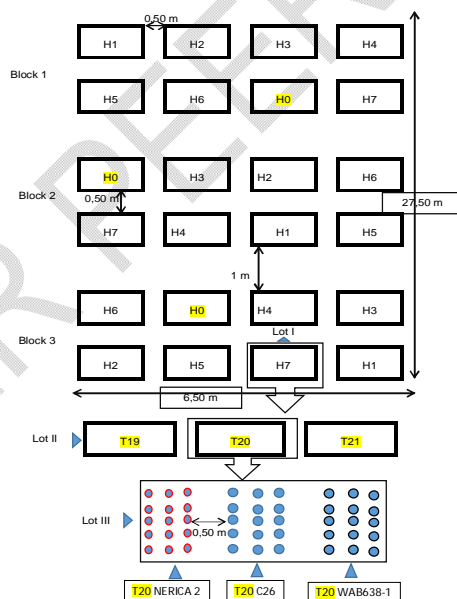 0,50 m
H1 H2 H3 H4
Block 1
H5 H6 H0 H7
H0 H3 H2 H6
Block 2
0,50 m
27,50 m
H7 H4 H1 H5
1 m
H6 H0 H4 H3
Lot I
Block 3
H2 H5 H7 H1
6,50 m
Lot II T19 T20 T21
Lot III
0,50 m
T20 NERICA 2 T20 C26 T20 WAB638-1